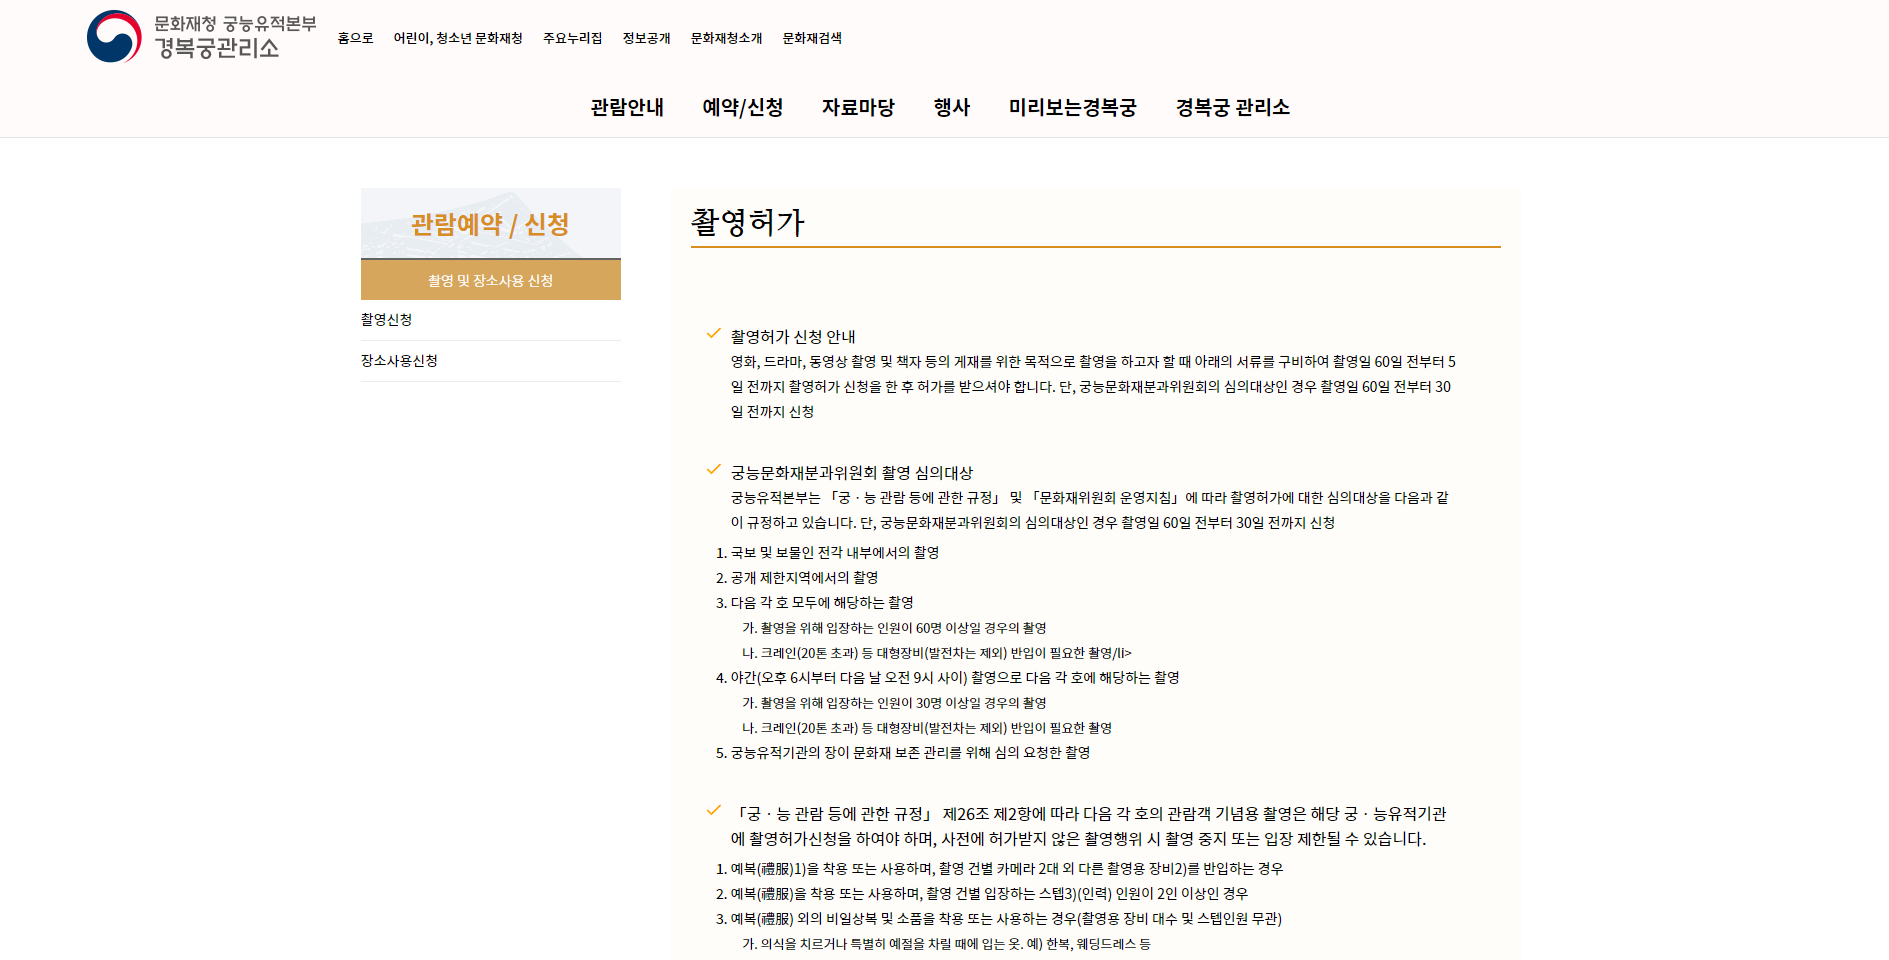 문화재청 궁능유적본부
경복궁관리소
홈으로 어린이, 청소년 문화재청 주요누리집 정보공개 문화재청소개 문화재검색
관람안내 예약/신청 자료마당 행사 미리보는경복궁 경복궁 관리소
관람예약 / 신청
촬영 및 장소사용 신청
촬영신청
장소사용신청
촬영허가
촬영허가 신청 안내
영화, 드라마, 동영상 촬영 및 책자 등의 게재를 위한 목적으로 촬영을 하고자 할 때 아래의 서류를 구비하여 촬영일 60일 전부터 5
일 전까지 촬영허가 신청을 한 후 허가를 받으셔야 합니다. 단, 궁능문화재분과위원회의 심의대상인 경우 촬영일 60일 전부터 30
일 전까지 신청
궁능문화재분과위원회 촬영 심의대상
궁능유적본부는 「궁ㆍ능 관람 등에 관한 규정」 및 「문화재위원회 운영지침」에 따라 촬영허가에 대한 심의대상을 다음과 같
이 규정하고 있습니다. 단, 궁능문화재분과위원회의 심의대상인 경우 촬영일 60일 전부터 30일 전까지 신청
1. 국보 및 보물인 전각 내부에서의 촬영
2. 공개 제한지역에서의 촬영
3. 다음 각 호 모두에 해당하는 촬영
가. 촬영을 위해 입장하는 인원이 60명 이상일 경우의 촬영
나. 크레인(20톤 초과) 등 대형장비(발전차는 제외) 반입이 필요한 촬영/li>
4. 야간(오후 6시부터 다음 날 오전 9시 사이) 촬영으로 다음 각 호에 해당하는 촬영
가. 촬영을 위해 입장하는 인원이 30명 이상일 경우의 촬영
나. 크레인(20톤 초과) 등 대형장비(발전차는 제외) 반입이 필요한 촬영
5. 궁능유적기관의 장이 문화재 보존 관리를 위해 심의 요청한 촬영
「궁ㆍ능 관람 등에 관한 규정」 제26조 제2항에 따라 다음 각 호의 관람객 기념용 촬영은 해당 궁ㆍ능유적기관
에 촬영허가신청을 하여야 하며, 사전에 허가받지 않은 촬영행위 시 촬영 중지 또는 입장 제한될 수 있습니다.
1. 예복(禮服)1)을 착용 또는 사용하며, 촬영 건별 카메라 2대 외 다른 촬영용 장비2)를 반입하는 경우
2. 예복(禮服)을 착용 또는 사용하며, 촬영 건별 입장하는 스텝3)(인력) 인원이 2인 이상인 경우
3. 예복(禮服) 외의 비일상복 및 소품을 착용 또는 사용하는 경우(촬영용 장비 대수 및 스텝인원 무관)
가. 의식을 치르거나 특별히 예절을 차릴 때에 입는 옷. 예) 한복, 웨딩드레스 등